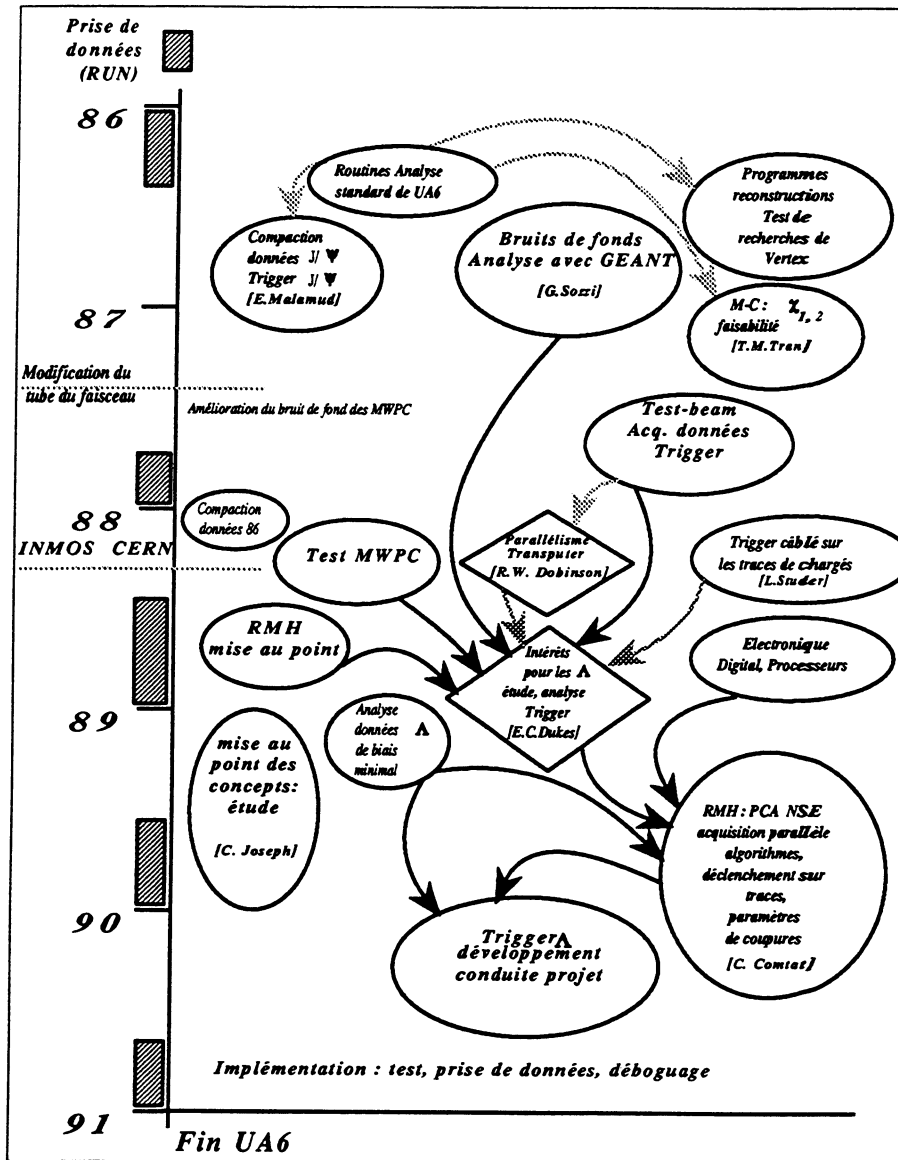 Prise de
données
(RUN)
86
Routines Analyse
standard de UA6
Programmes
reconstructions
Test de
recherches de
Vertex
Compaction
données J/Ψ
Trigger J/Ψ
[E.Malamud]
Bruits de fonds
Analyse avec GEANT
[G.Sozzi]
87
M-C: χ1, 2
faisabilité
[T.M.Tran]
Modification du
tube du faisceau
Amélioration du bruit de fond des MWPC
Test-beam
Acq. données
Trigger
88
INMOS CERN
Compaction
données 86
Test MWPC
Parallélisme
Transputer
[R.W. Dobinson]
Trigger câblé sur
les traces de chargés
[L.Studer]
RMH
mise au point
Intérêts
pour les Λ
étude, analyse
Trigger
[E.C.Dukes]
Electronique
Digital, Processeurs
89
Analyse
données Λ
de biais
minimal
mise au
point des
concepts:
étude
[C. Joseph]
RMH: PCA NSE
acquisition parallèle
algorithmes,
déclenchement sur
traces,
paramètres
de coupures
[C. Comtat]
90
Trigger Λ
développement
conduite projet
Implémentation : test, prise de données, déboguage
91
Fin UA6